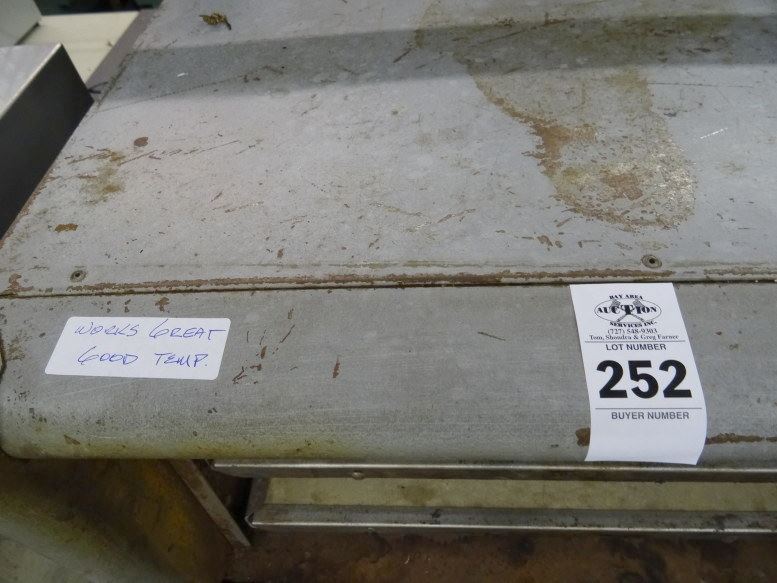 WORKS GREAT
GOOD TEMP.
BAY AREA
AUCTION
SERVICES INC.
(727) 548-9303
Tom, Shondra & Greg Farner
LOT NUMBER
252
BUYER NUMBER